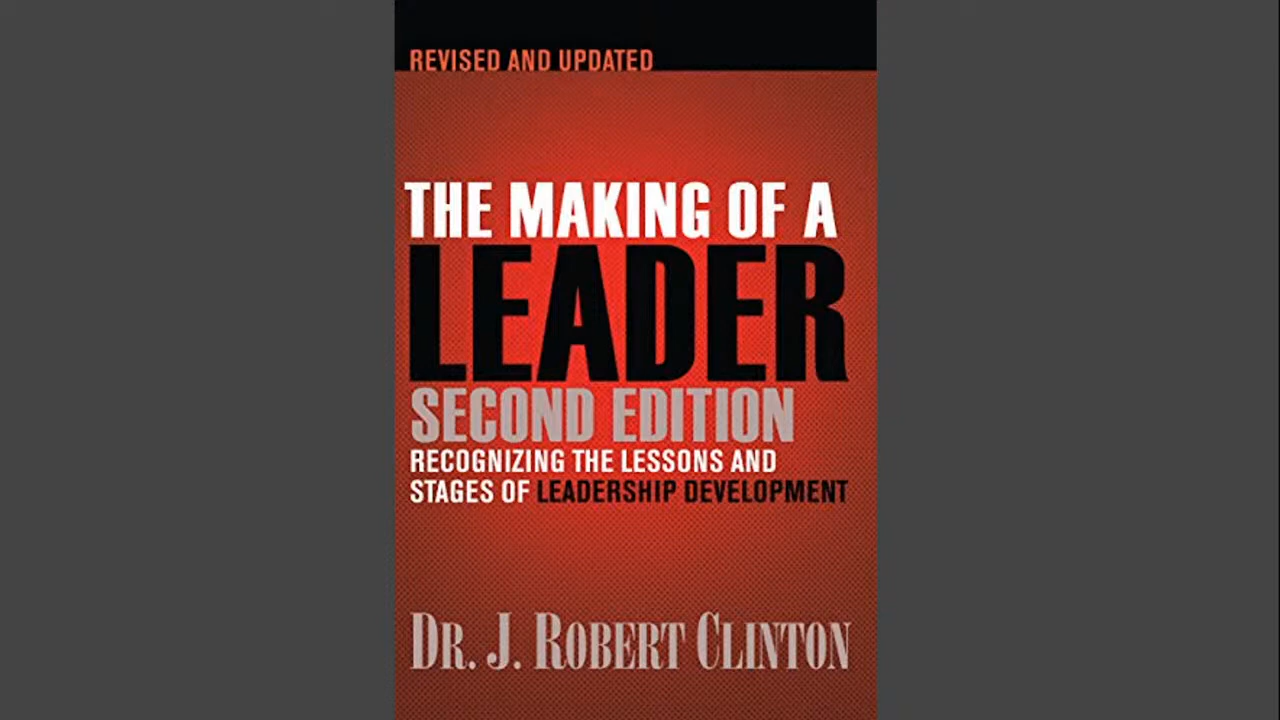 REVISED AND UPDATED
THE MAKING OF A
LEADER
SECOND EDITION
RECOGNIZING THE LESSONS AND
STAGES OF LEADERSHIP DEVELOPMENT
DR. J. ROBERT CLINTON